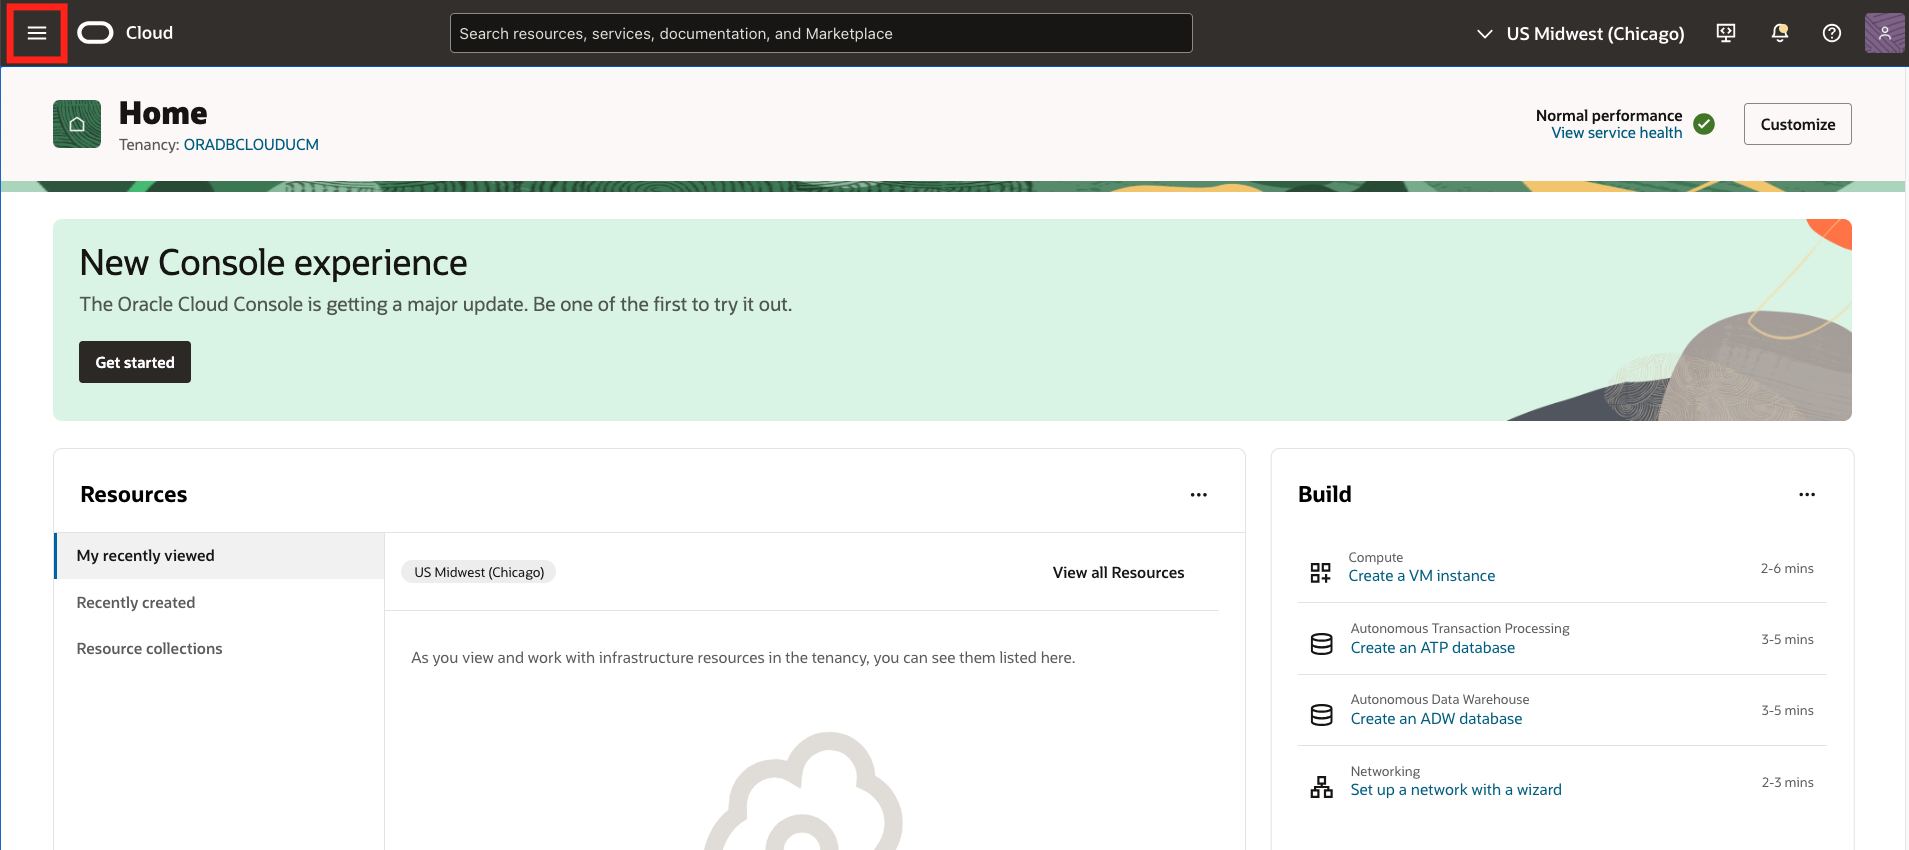 Cloud
Search resources, services, documentation, and Marketplace
US Midwest (Chicago)
Home
Tenancy: ORADBCLOUDUCM
Normal performance
View service health
Customize
New Console experience
The Oracle Cloud Console is getting a major update. Be one of the first to try it out.
Get started
Resources
My recently viewed
Recently created
Resource collections
US Midwest (Chicago)
View all Resources
As you view and work with infrastructure resources in the tenancy, you can see them listed here.
Build
Compute
Create a VM instance
2-6 mins
Autonomous Transaction Processing
Create an ATP database
3-5 mins
Autonomous Data Warehouse
Create an ADW database
3-5 mins
Networking
Set up a network with a wizard
2-3 mins